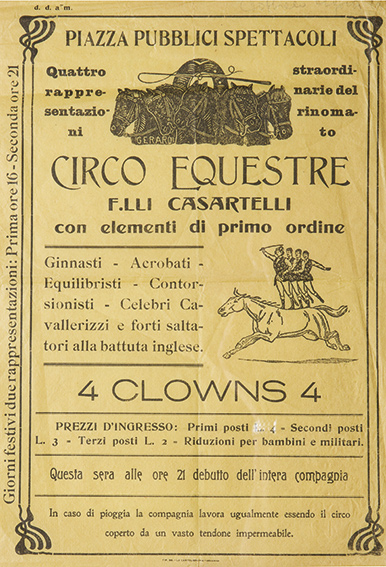 d. d. a'm.
PIAZZA PUBBLICI SPETTACOLI
Quattro
rappre-
sentazio-
ni
straordi-
narie del
rinoma-
to
GERARD
CIRCO EQUESTRE
F.LLI CASARTELLI
con elementi di primo ordine
Ginnasti - Acrobati -
Equilibristi - Contor-
sionisti - Celebri Ca-
vallerizzi e forti salta-
tori alla battuta inglese.
4 CLOWNS 4
PREZZI D'INGRESSO: Primi posti L. 4 - Second! posti
L. 3 - Terzi posti L. 2 - Riduzioni per bambini e militari.
Questa sera alle ore 21 debutto dell'intera compagnia
In caso di pioggia la compagnia lavora ugualmente essendo il circo
coperto da un vasto tendone impermeabile.
Giorni festivi due rappresentazioni: Prima ore 16 - Seconda ore 21